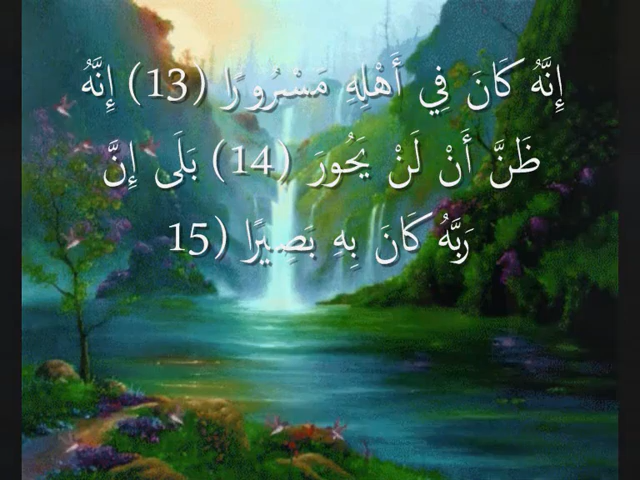 إِنَّهُ كَانَ فِي أَهْلِهِ مَسْرُورًا (13) إِنَّهُ
ظَنَّ أَنْ لَنْ يَحُورَ (14) بَلَى إِنَّ
رَبَّهُ كَانَ بِهِ بَصِيرًا (15